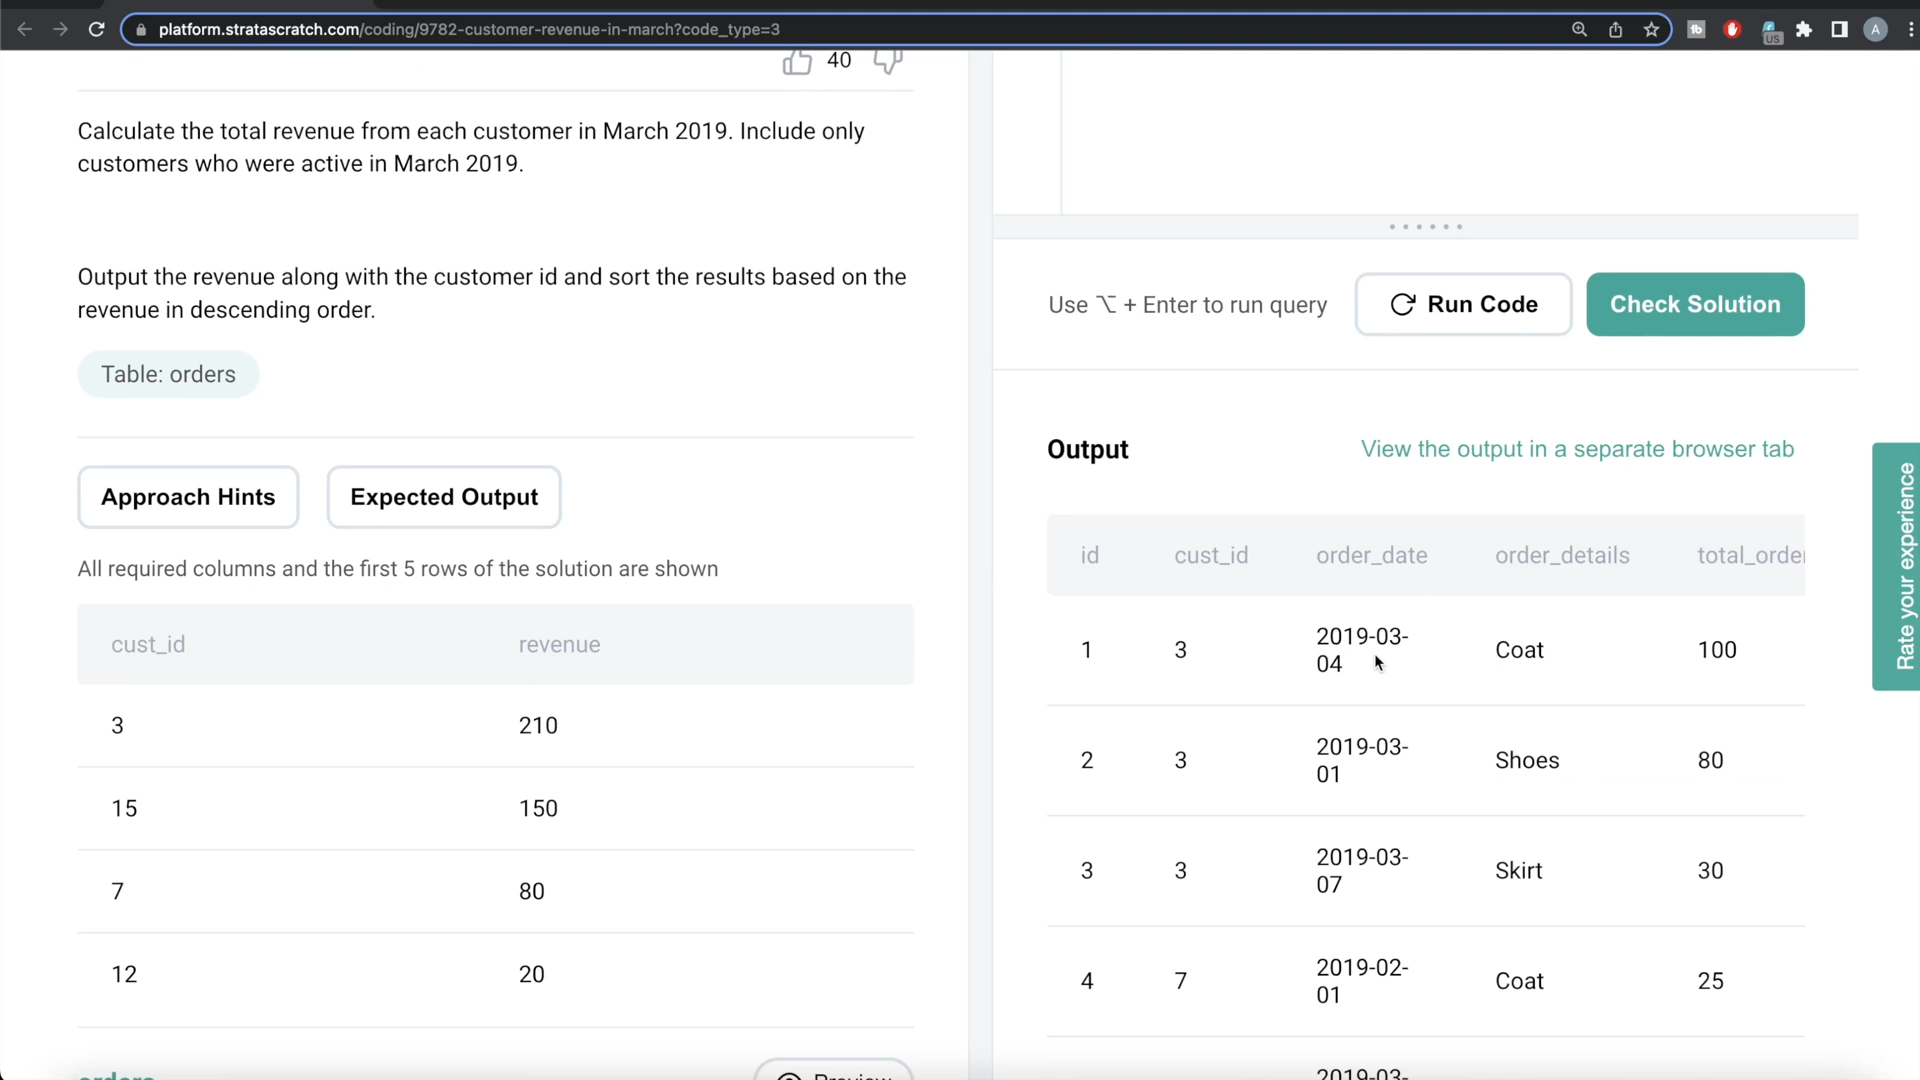 platform.stratascratch.com/coding/9782-customer-revenue-in-march?code_type=3
US
A
40
Calculate the total revenue from each customer in March 2019. Include only
customers who were active in March 2019.
Output the revenue along with the customer id and sort the results based on the
revenue in descending order.
Table: orders
Approach Hints
Expected Output
All required columns and the first 5 rows of the solution are shown
cust_id revenue
3 210
15 150
7 80
12 20
orders
Preview
Use ⌥ + Enter to run query
Run Code
Check Solution
Output
View the output in a separate browser tab
id cust_id order_date order_details total_order
1 3 2019-03-
04 Coat 100
2 3 2019-03-
01 Shoes 80
3 3 2019-03-
07 Skirt 30
4 7 2019-02-
01 Coat 25
2019-03-
Rate your experience